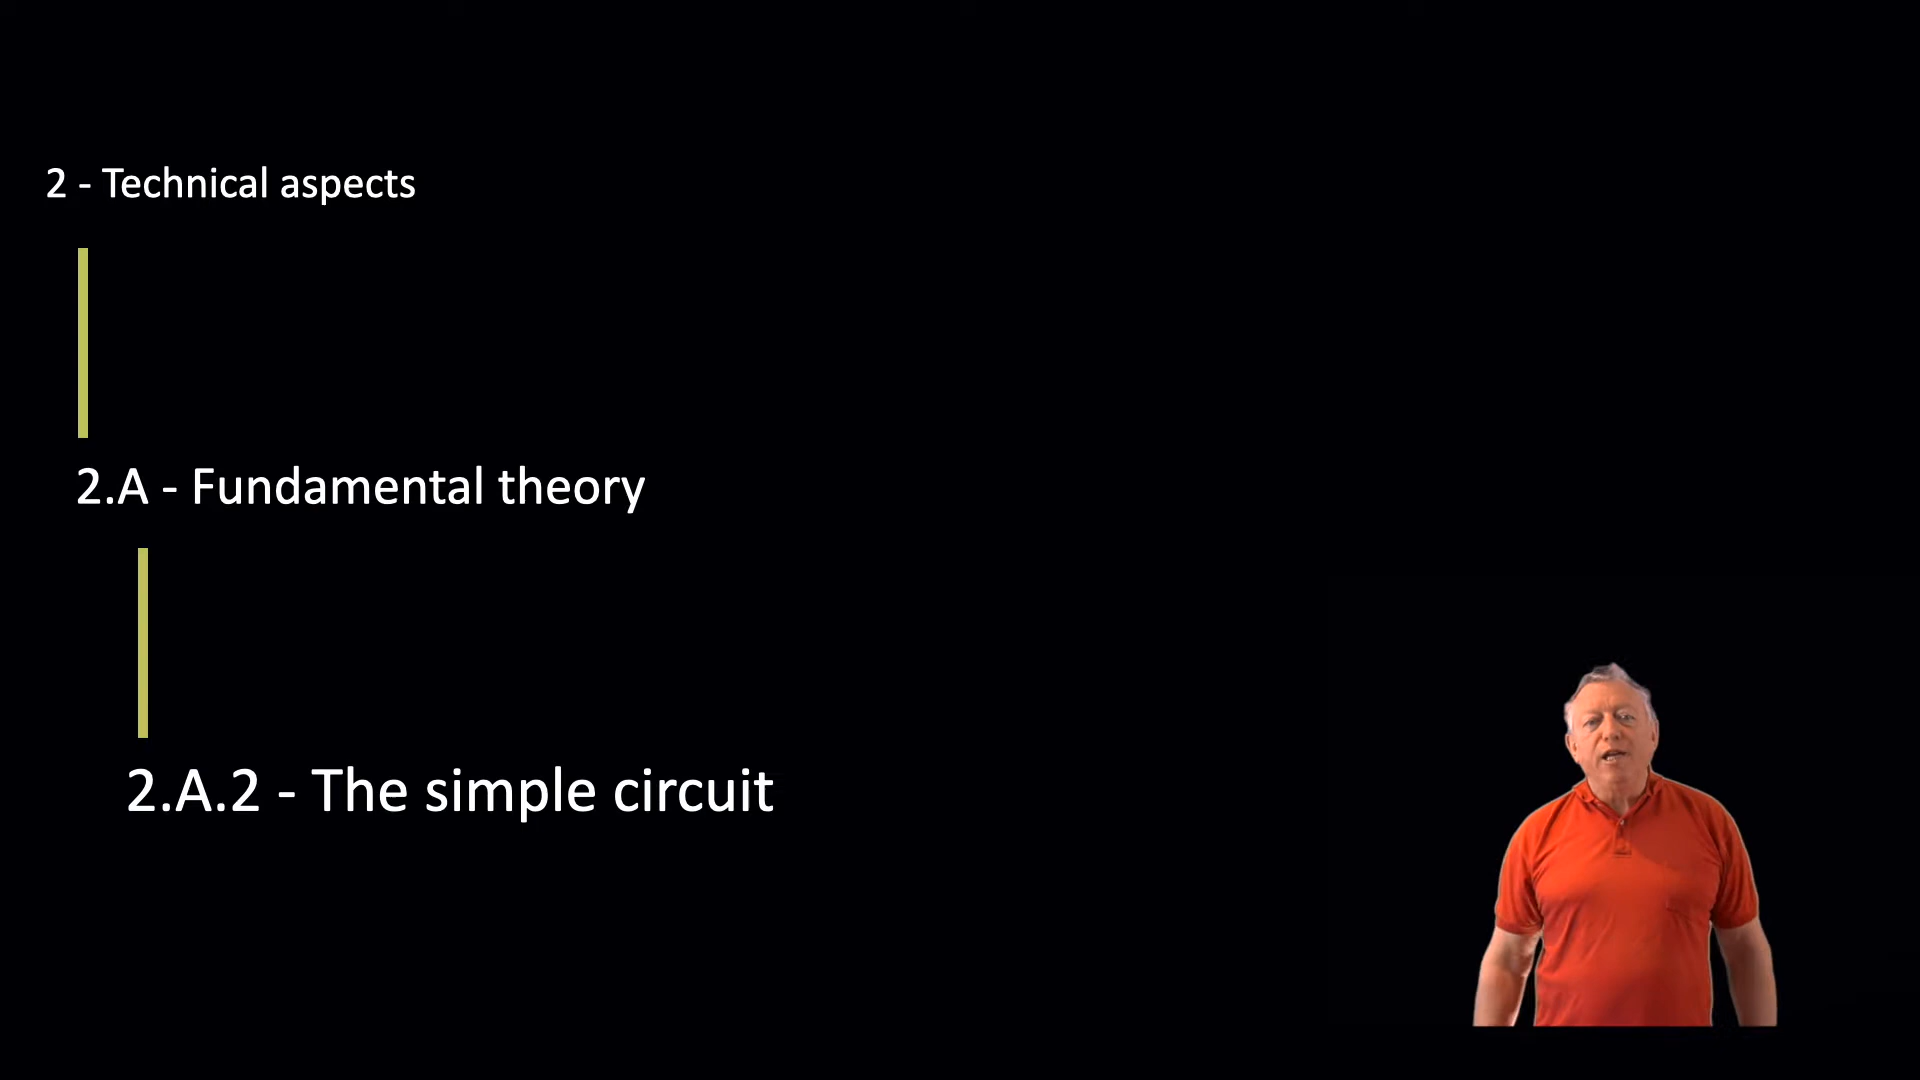 2 - Technical aspects
2.A - Fundamental theory
2.A.2 - The simple circuit